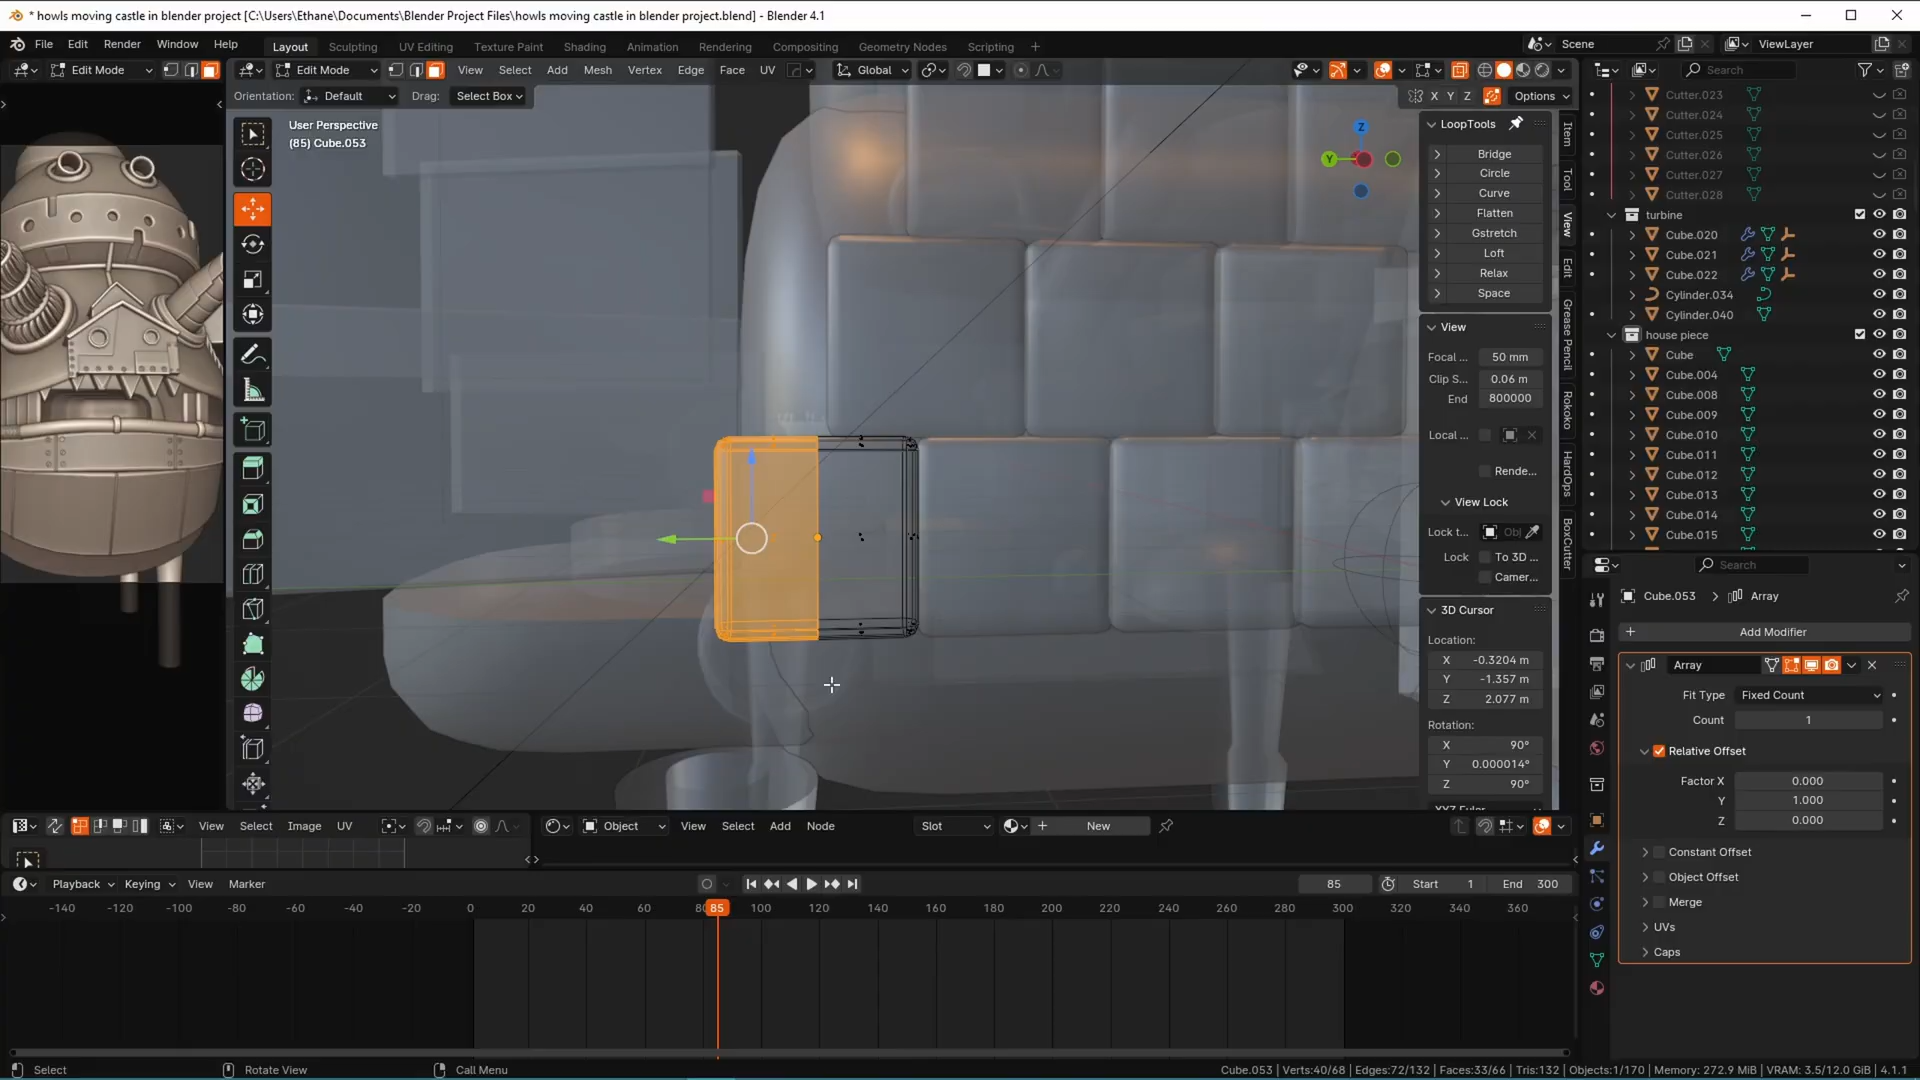 * howls moving castle in blender project [C:\Users\Ethane\Documents\Blender Project Files\howls moving castle in blender project.blend] - Blender 4.1
File Edit Render Window Help
Layout Sculpting UV Editing Texture Paint Shading Animation Rendering Compositing Geometry Nodes Scripting +
Scene ViewLayer
Edit Mode
Edit Mode View Select Add Mesh Vertex Edge Face UV Global
Search
Orientation: Default Drag: Select Box
X Y Z Options
User Perspective
(85) Cube.053
Z
Y
LoopTools
Bridge
Circle
Curve
Flatten
Gstretch
Loft
Relax
Space
View
Focal ... 50 mm
Clip S... 0.06 m
End 800000
Local ...
Rende...
View Lock
Lock t... Obj
Lock To 3D ...
Camer...
3D Cursor
Location:
X -0.3204 m
Y -1.357 m
Z 2.077 m
Rotation:
X 90°
Y 0.000014°
Z 90°
XYZ Euler
Item
Tool
View
Edit
Grease Pencil
Rokoko
HardOps
BoxCutter
Cutter.023
Cutter.024
Cutter.025
Cutter.026
Cutter.027
Cutter.028
turbine
Cube.020
Cube.021
Cube.022
Cylinder.034
Cylinder.040
house piece
Cube
Cube.004
Cube.008
Cube.009
Cube.010
Cube.011
Cube.012
Cube.013
Cube.014
Cube.015
Search
Cube.053 > Array
+ Add Modifier
Array
Fit Type Fixed Count
Count 1
Relative Offset
Factor X 0.000
Y 1.000
Z 0.000
Constant Offset
Object Offset
Merge
UVs
Caps
View Select Image UV
Object View Select Add Node Slot + New
Playback Keying View Marker
85 Start 1 End 300
-140 -120 -100 -80 -60 -40 -20 0 20 40 60 80 85 100 120 140 160 180 200 220 240 260 280 300 320 340 360
Select Rotate View Call Menu
Cube.053 | Verts:40/68 | Edges:72/132 | Faces:33/66 | Tris:132 | Objects:1/170 | Memory: 272.9 MiB | VRAM: 3.5/12.0 GiB | 4.1.1